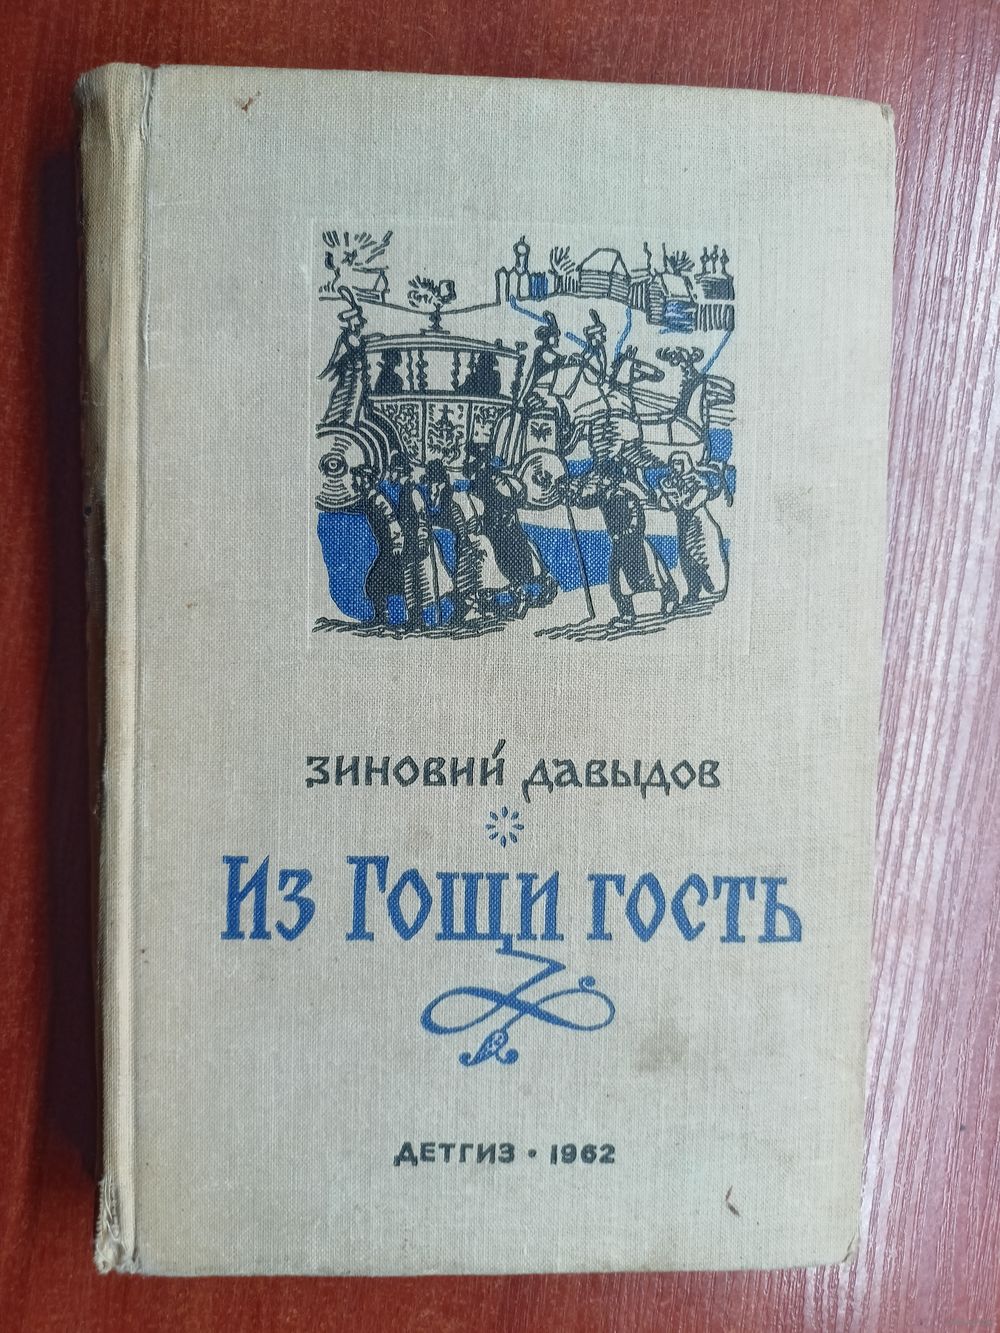 Зиновий Давыдов
Из Гощи гость
ДЕТГИЗ • 1962